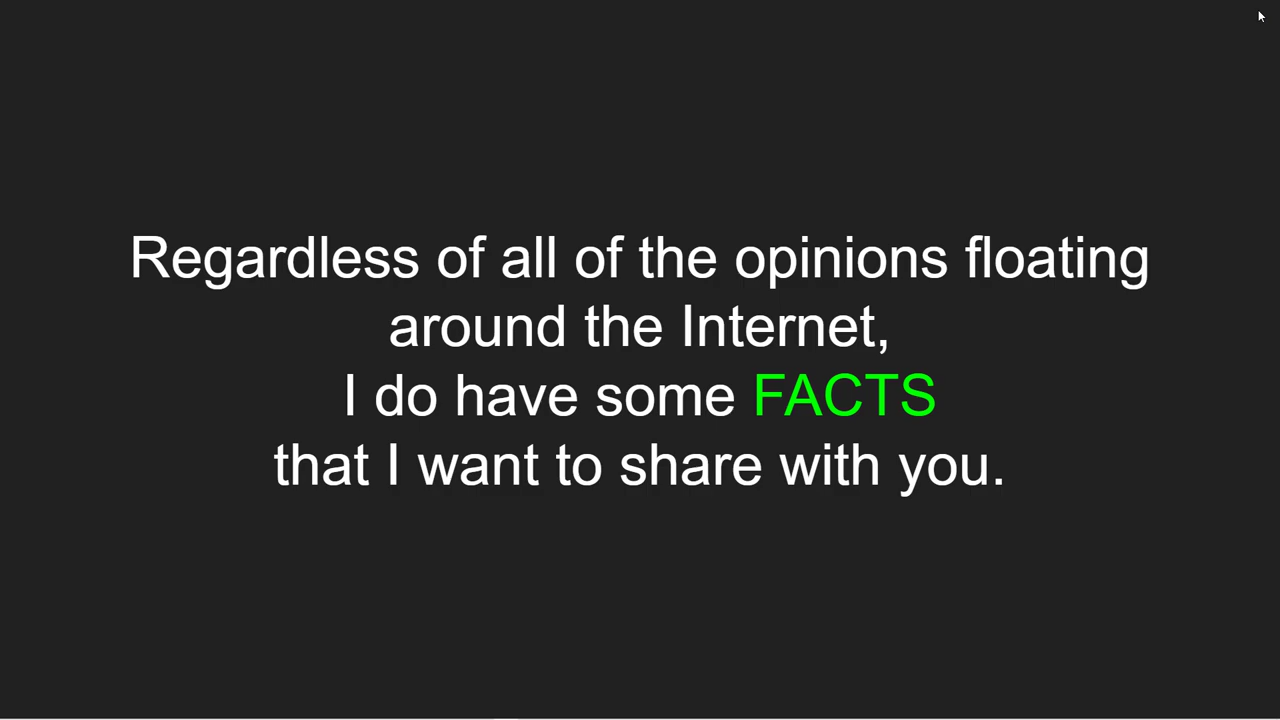 Regardless of all of the opinions floating
around the Internet,
I do have some FACTS
that I want to share with you.